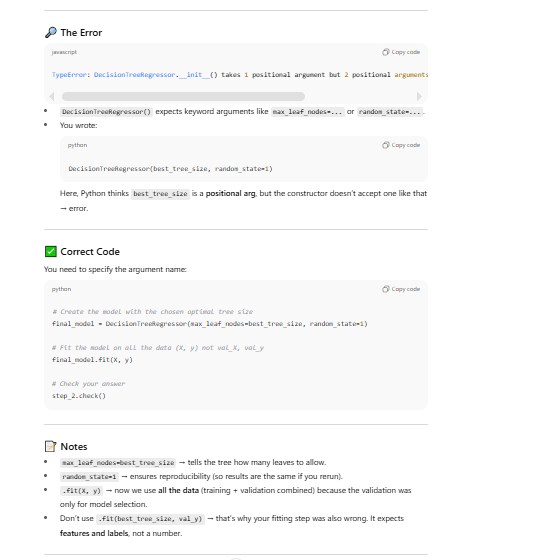 🔎 The Error
javascript Copy code
TypeError: DecisionTreeRegressor.__init__() takes 1 positional argument but 2 positional arguments
• DecisionTreeRegressor() expects keyword arguments like max_leaf_nodes=... or random_state=... .
• You wrote:
python Copy code
DecisionTreeRegressor(best_tree_size, random_state=1)
Here, Python thinks best_tree_size is a positional arg, but the constructor doesn't accept one like that
→ error.
✅ Correct Code
You need to specify the argument name:
python Copy code
# Create the model with the chosen optimal tree size
final_model = DecisionTreeRegressor(max_leaf_nodes=best_tree_size, random_state=1)
# Fit the model on all the data (X, y) not val_X, val_y
final_model.fit(X, y)
# Check your answer
step_2.check()
📝 Notes
• max_leaf_nodes=best_tree_size → tells the tree how many leaves to allow.
• random_state=1 → ensures reproducibility (so results are the same if you rerun).
• .fit(X, y) → now we use all the data (training + validation combined) because the validation was
only for model selection.
• Don't use .fit(best_tree_size, val_y) → that's why your fitting step was also wrong. It expects
features and labels, not a number.